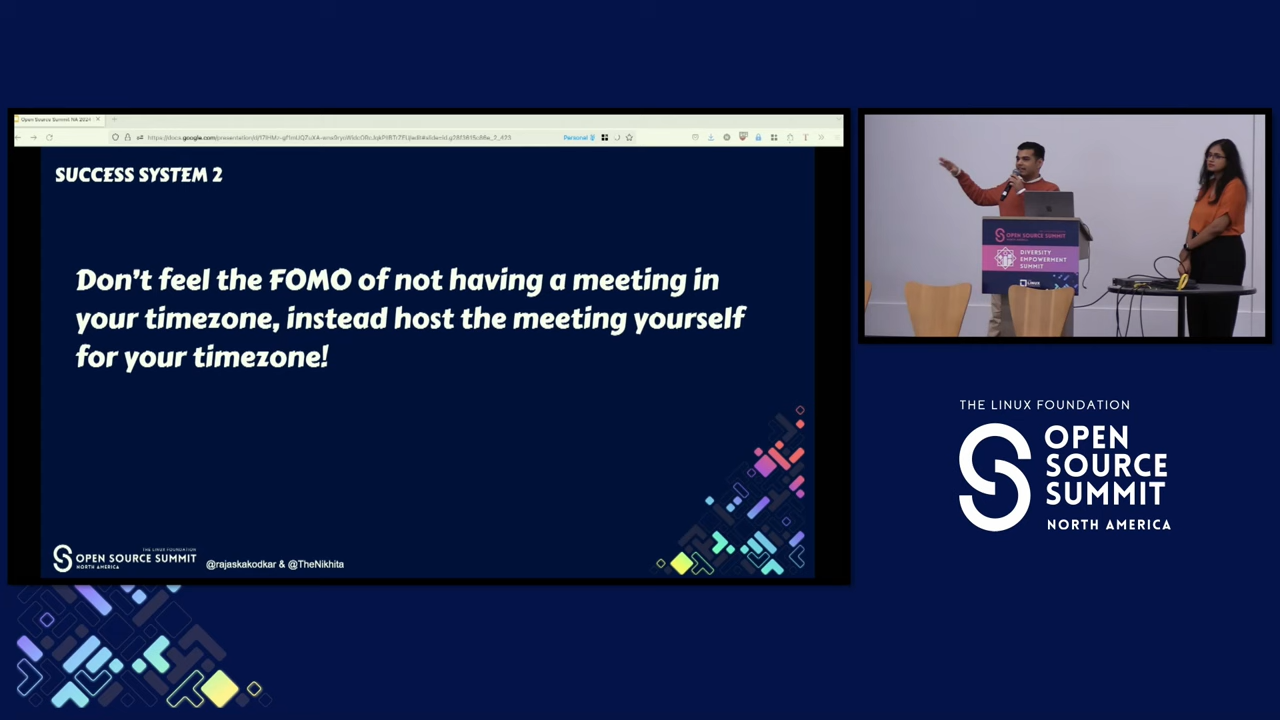 Open Source Summit NA 2024
Personal
SUCCESS SYSTEM 2
Don't feel the FOMO of not having a meeting in
your timezone, instead host the meeting yourself
for your timezone!
THE LINUX FOUNDATION
OPEN SOURCE SUMMIT
NORTH AMERICA
@rajaskakodkar & @TheNikhita
OPEN SOURCE SUMMIT
DIVERSITY
EMPOWERMENT
SUMMIT
THE LINUX FOUNDATION
OPEN
SOURCE
SUMMIT
NORTH AMERICA